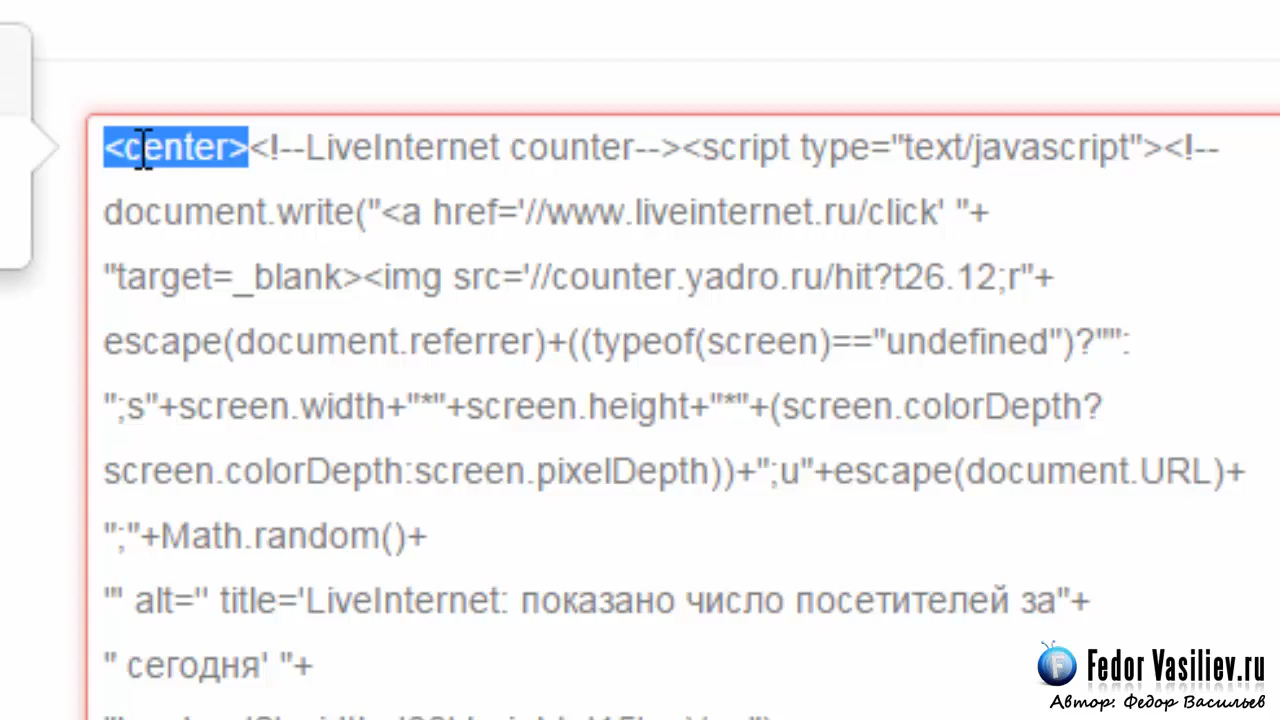 <center><!--LiveInternet counter--><script type="text/javascript"><!--
document.write("<a href='//www.liveinternet.ru/click' "+
"target=_blank><img src='//counter.yadro.ru/hit?t26.12;r"+
escape(document.referrer)+((typeof(screen)=="undefined")?"":
";s"+screen.width+"*"+screen.height+"*"+(screen.colorDepth?
screen.colorDepth:screen.pixelDepth))+";u"+escape(document.URL)+
";"+Math.random()+
"' alt='' title='LiveInternet: показано число посетителей за"+
" сегодня' "+
Fedor Vasiliev.ru
Автор: Федор Васильев